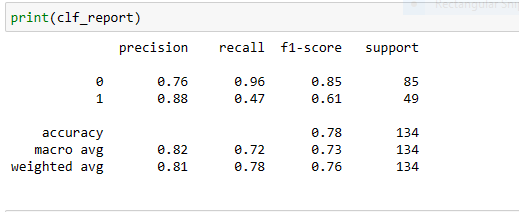 Rectangular Sni
print(clf_report)
precision recall f1-score support
0 0.76 0.96 0.85 85
1 0.88 0.47 0.61 49
accuracy 0.78 134
macro avg 0.82 0.72 0.73 134
weighted avg 0.81 0.78 0.76 134